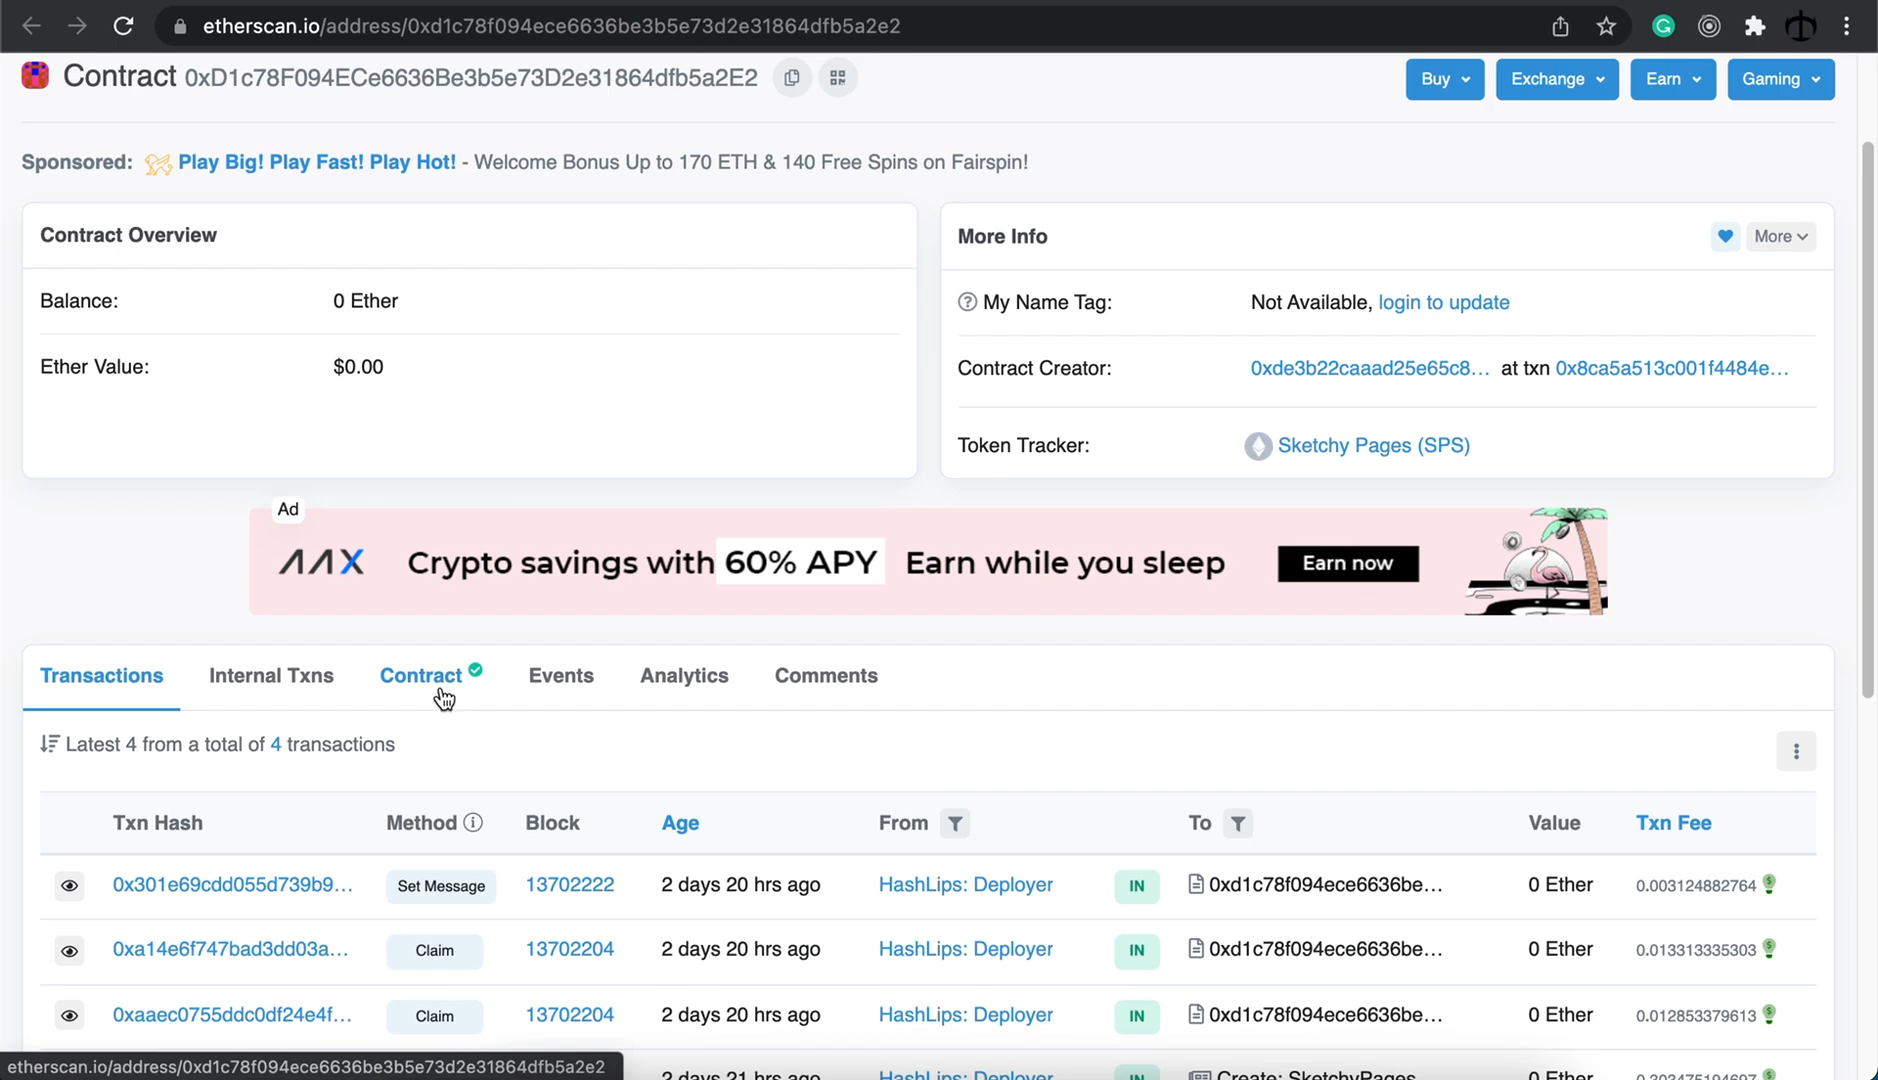 etherscan.io/address/0xd1c78f094ece6636be3b5e73d2e31864dfb5a2e2
Contract 0xD1c78F094ECe6636Be3b5e73D2e31864dfb5a2E2
Buy
Exchange
Earn
Gaming
Sponsored: Play Big! Play Fast! Play Hot! - Welcome Bonus Up to 170 ETH & 140 Free Spins on Fairspin!
Contract Overview
Balance: 0 Ether
Ether Value: $0.00
More Info
More
My Name Tag: Not Available, login to update
Contract Creator: 0xde3b22caaad25e65c8... at txn 0x8ca5a513c001f4484e...
Token Tracker: Sketchy Pages (SPS)
Ad
AAX Crypto savings with 60% APY Earn while you sleep Earn now
Transactions Internal Txns Contract Events Analytics Comments
Latest 4 from a total of 4 transactions
Txn Hash Method Block Age From To Value Txn Fee
0x301e69cdd055d739b9... Set Message 13702222 2 days 20 hrs ago HashLips: Deployer IN 0xd1c78f094ece6636be... 0 Ether 0.003124882764
0xa14e6f747bad3dd03a... Claim 13702204 2 days 20 hrs ago HashLips: Deployer IN 0xd1c78f094ece6636be... 0 Ether 0.013313335303
0xaaec0755ddc0df24e4f... Claim 13702204 2 days 20 hrs ago HashLips: Deployer IN 0xd1c78f094ece6636be... 0 Ether 0.012853379613
2 days 21 hrs ago HashLips: Deployer IN Create: SketchyPages 0 Ether
etherscan.io/address/0xd1c78f094ece6636be3b5e73d2e31864dfb5a2e2